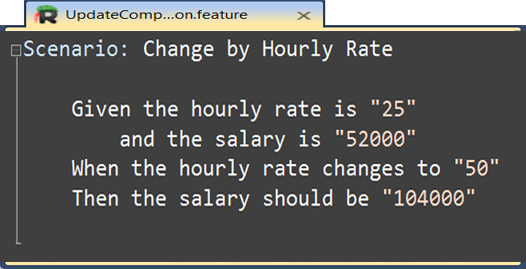 UpdateComp...on.feature
Scenario: Change by Hourly Rate
Given the hourly rate is "25"
and the salary is "52000"
When the hourly rate changes to "50"
Then the salary should be "104000"